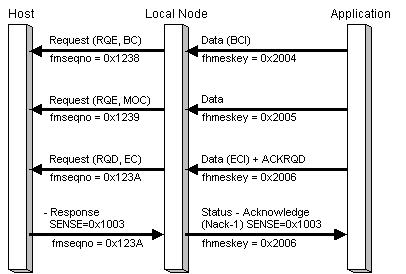 Host Local Node Application
Request (RQE, BC) Data (BCI)
fmseqno = 0x1238 fhmeskey = 0x2004
Request (RQE, MOC) Data
fmseqno = 0x1239 fhmeskey = 0x2005
Request (RQD, EC) Data (ECI) + ACKRQD
fmseqno = 0x123A fhmeskey = 0x2006
- Response Status - Acknowledge
SENSE=0x1003 (Nack-1) SENSE=0x1003
fmseqno = 0x123A fhmeskey = 0x2006